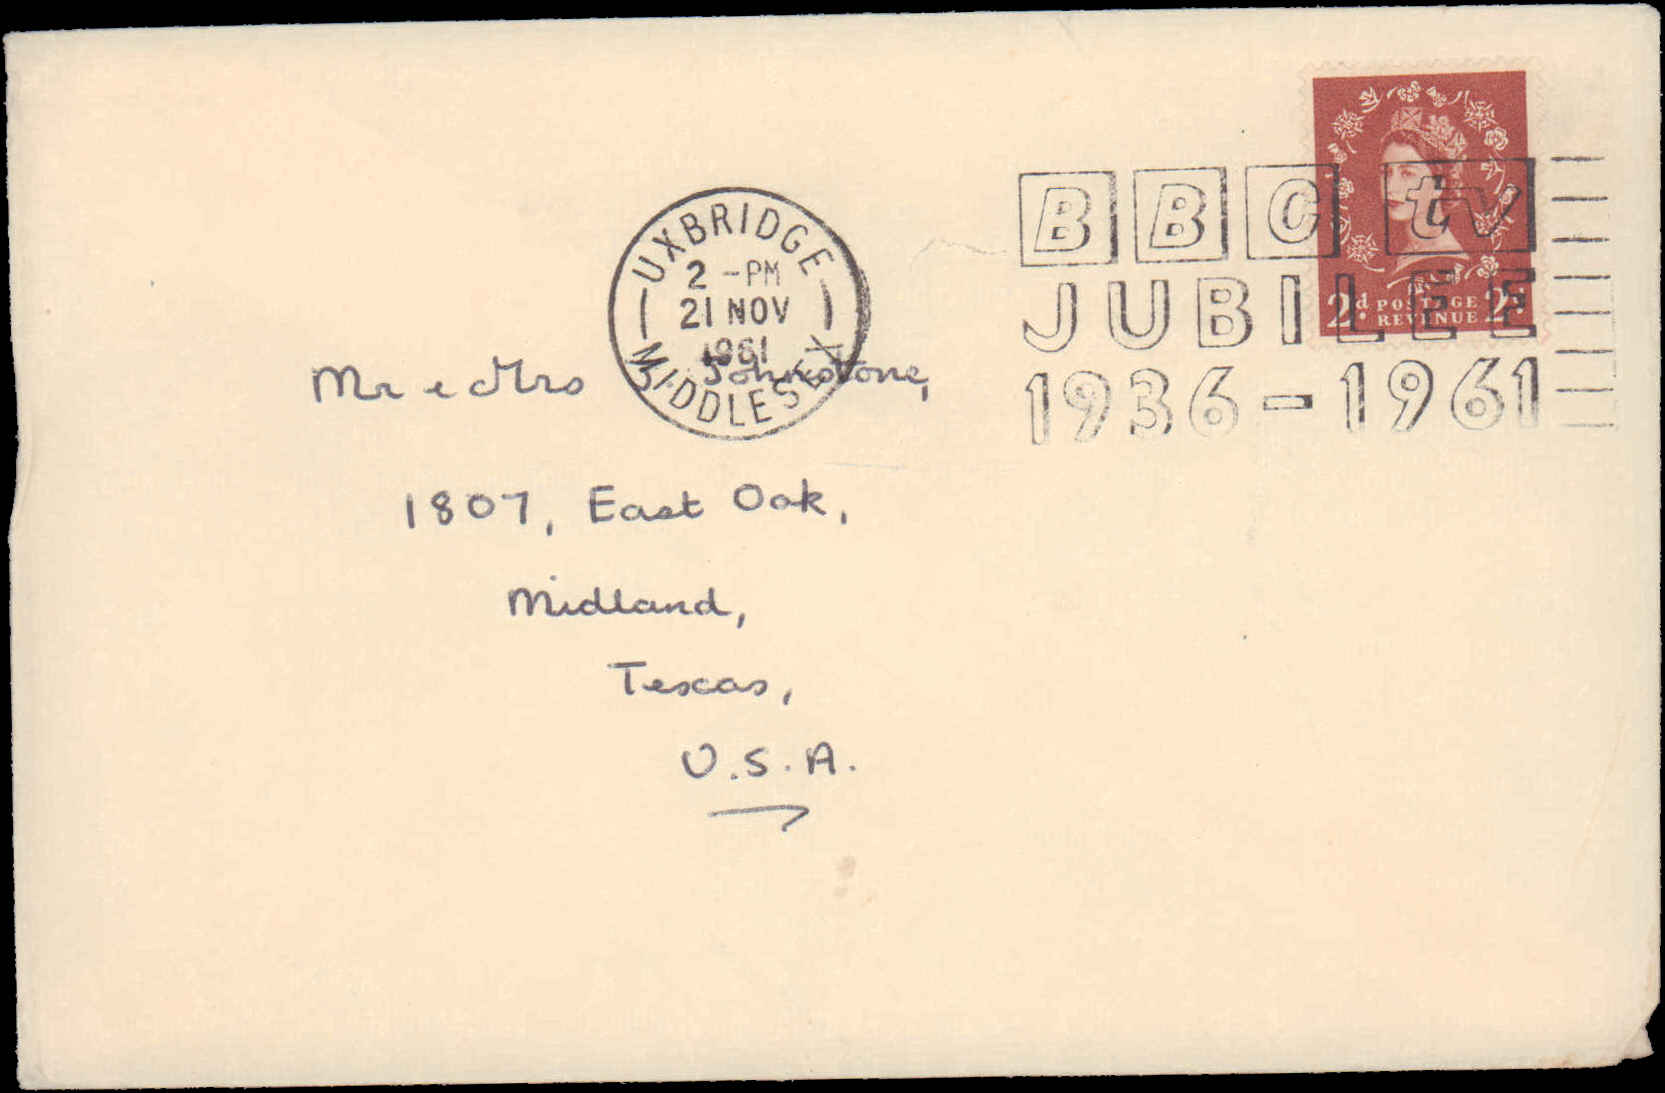 UXBRIDGE
2 -PM
21 NOV
1961
MIDDLESEX
BBC tv
JUBILEE
1936-1961
2d POSTAGE 2d
REVENUE
Mr & Mrs Johnstone,
1807, East Oak,
Midland,
Texas,
U.S.A.